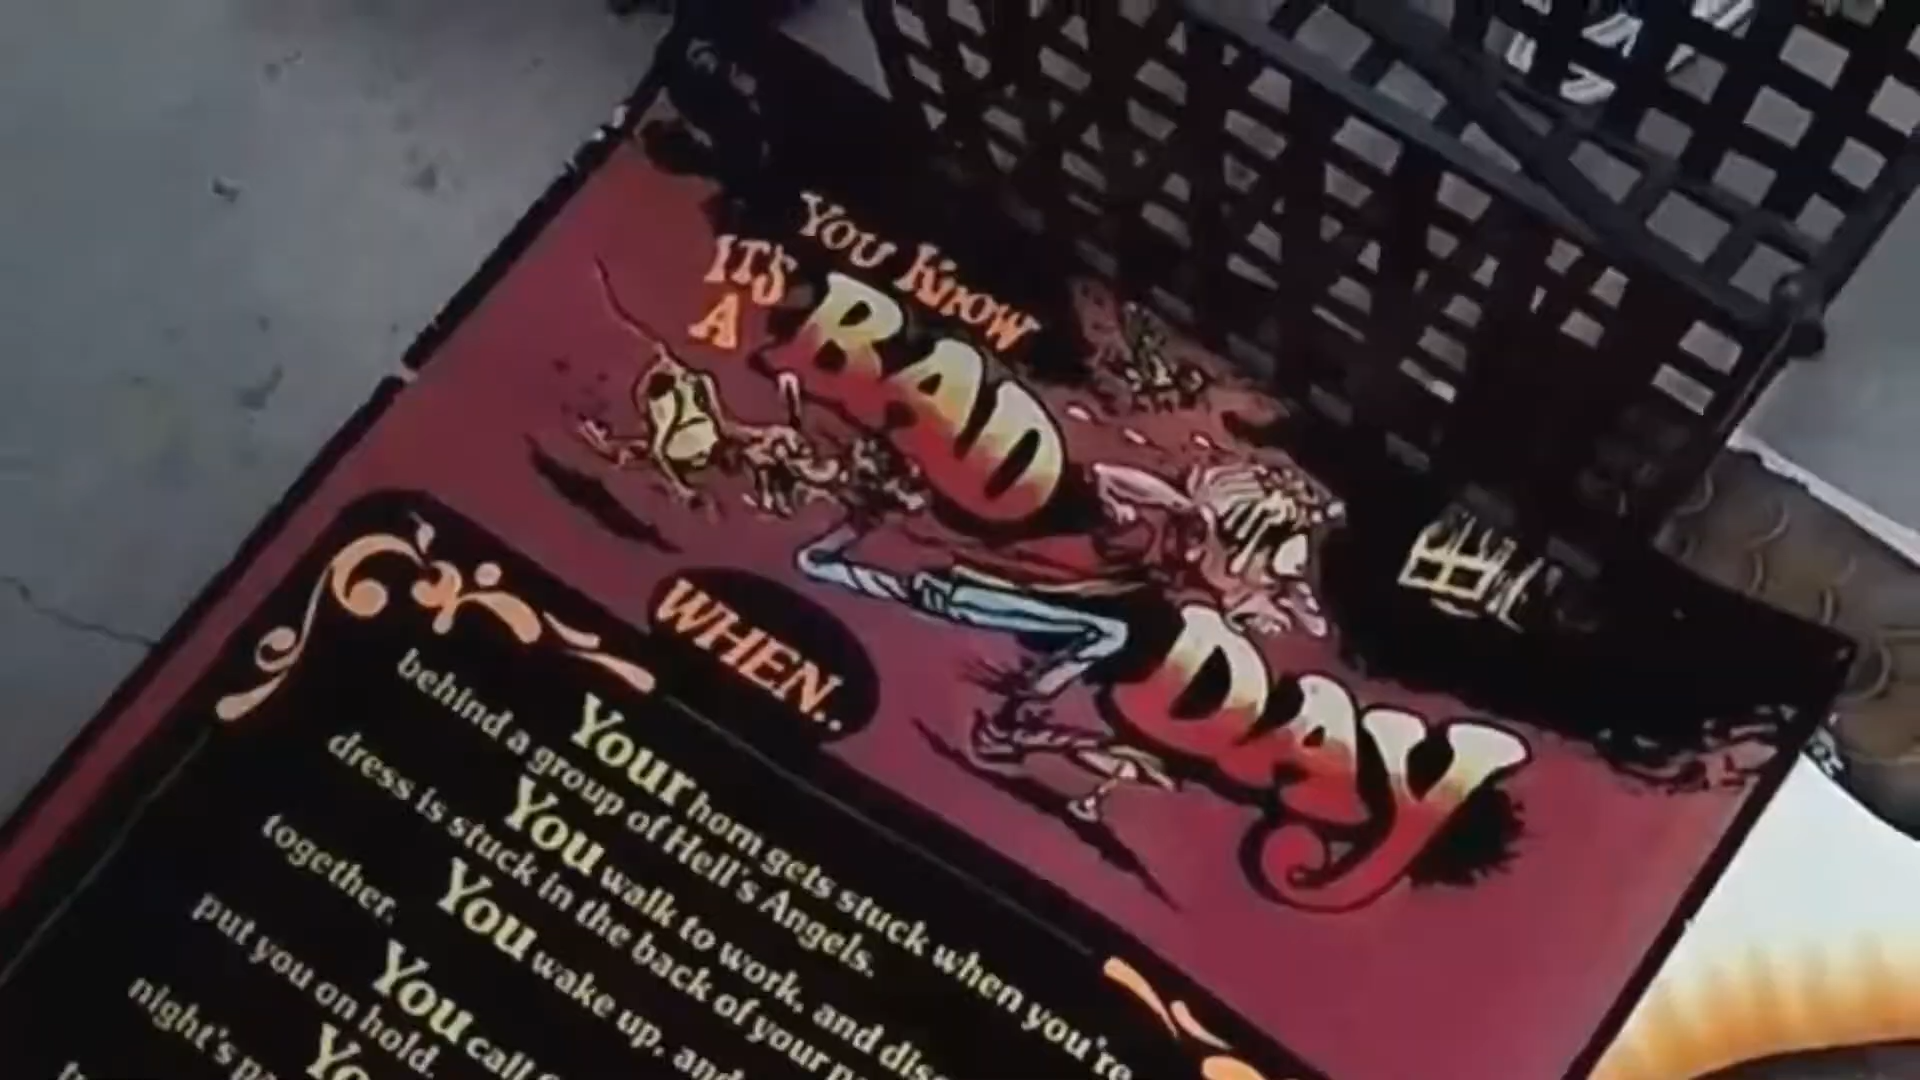 You Know
IT'S
A
BAD
DAY
WHEN..
Your horn gets stuck when you're
behind a group of Hell's Angels.
You walk to work, and
dress is stuck in the back of your
You wake up, and
together.
You call
put you on hold.
night's